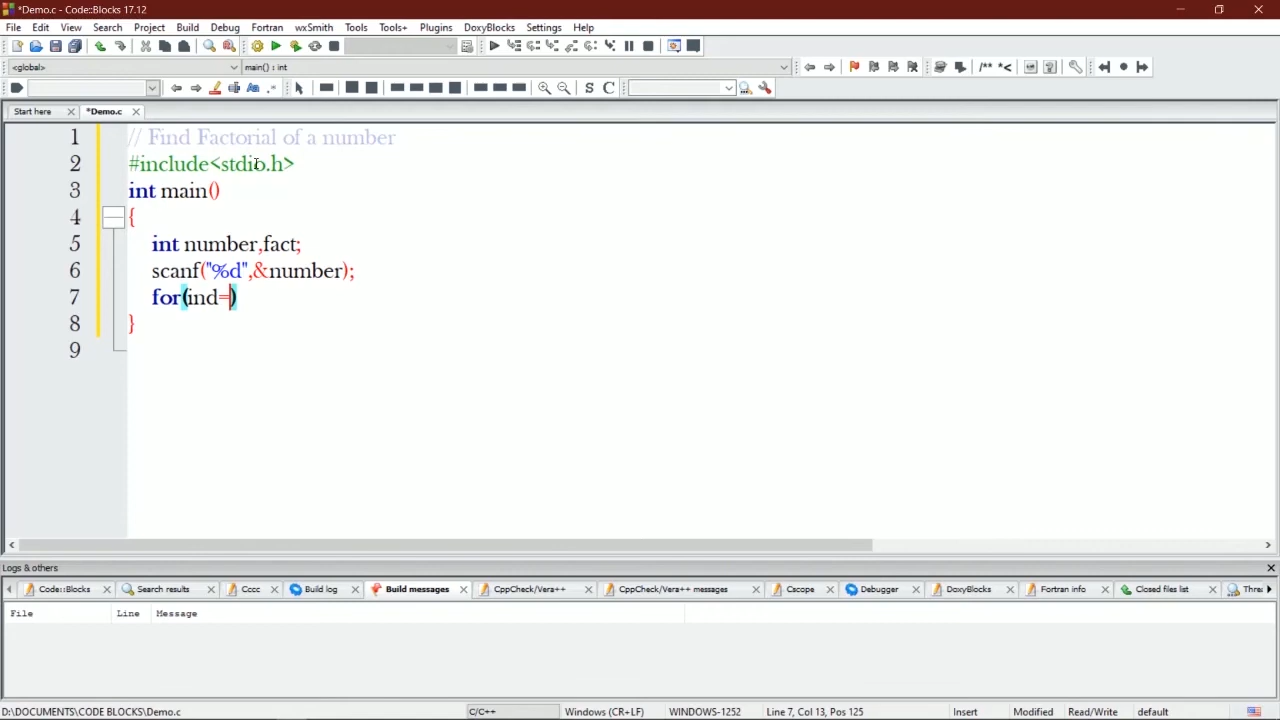 *Demo.c - Code::Blocks 17.12
File Edit View Search Project Build Debug Fortran wxSmith Tools Tools+ Plugins DoxyBlocks Settings Help
<global> main() : int
/** *<
S C
Start here *Demo.c
1 // Find Factorial of a number
2 #include<stdio.h>
3 int main()
4 {
5 int number,fact;
6 scanf("%d",&number);
7 for(ind=)
8 }
9
Logs & others
Code::Blocks Search results Cccc Build log Build messages CppCheck/Vera++ CppCheck/Vera++ messages Cscope Debugger DoxyBlocks Fortran info Closed files list Threa
File Line Message
D:\DOCUMENTS\CODE BLOCKS\Demo.c C/C++ Windows (CR+LF) WINDOWS-1252 Line 7, Col 13, Pos 125 Insert Modified Read/Write default